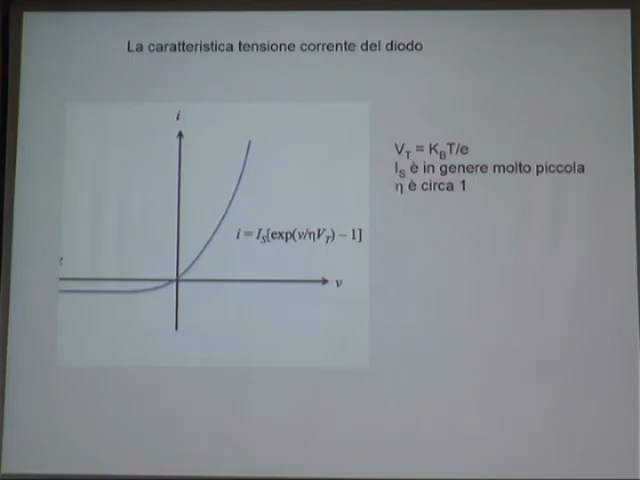 La caratteristica tensione corrente del diodo
i
V_T = K_BT/e
I_S è in genere molto piccola
η è circa 1
i = I_S[exp(v/ηV_T) – 1]
v